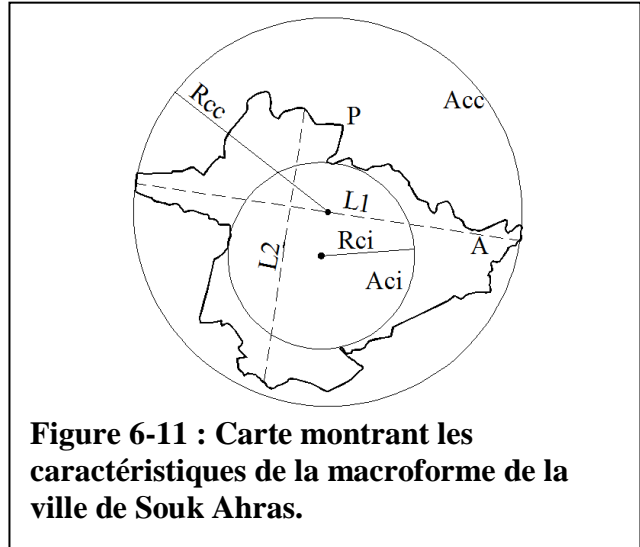 Rcc
Acc
P
L1
L2
Rci
A
Aci
Figure 6-11 : Carte montrant les
caractéristiques de la macroforme de la
ville de Souk Ahras.